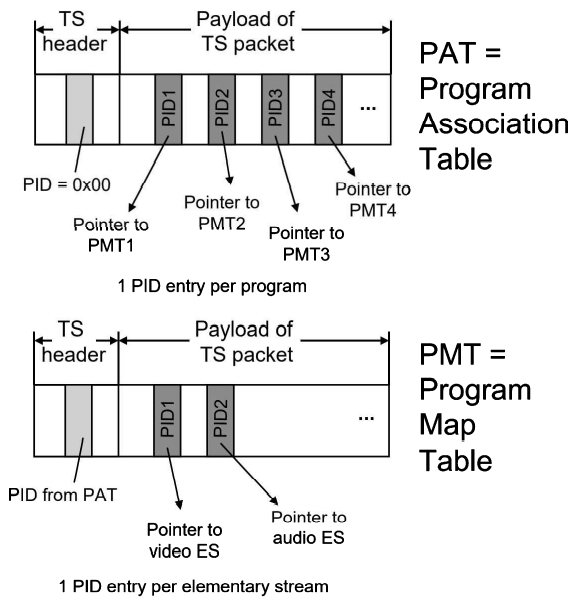 TS
header
Payload of
TS packet
PAT =
Program
Association
Table
PID1
PID2
PID3
PID4
...
PID = 0x00
Pointer to
PMT1
Pointer to
PMT2
Pointer to
PMT3
Pointer to
PMT4
1 PID entry per program
TS
header
Payload of
TS packet
PMT =
Program
Map
Table
PID1
PID2
...
PID from PAT
Pointer to
video ES
Pointer to
audio ES
1 PID entry per elementary stream